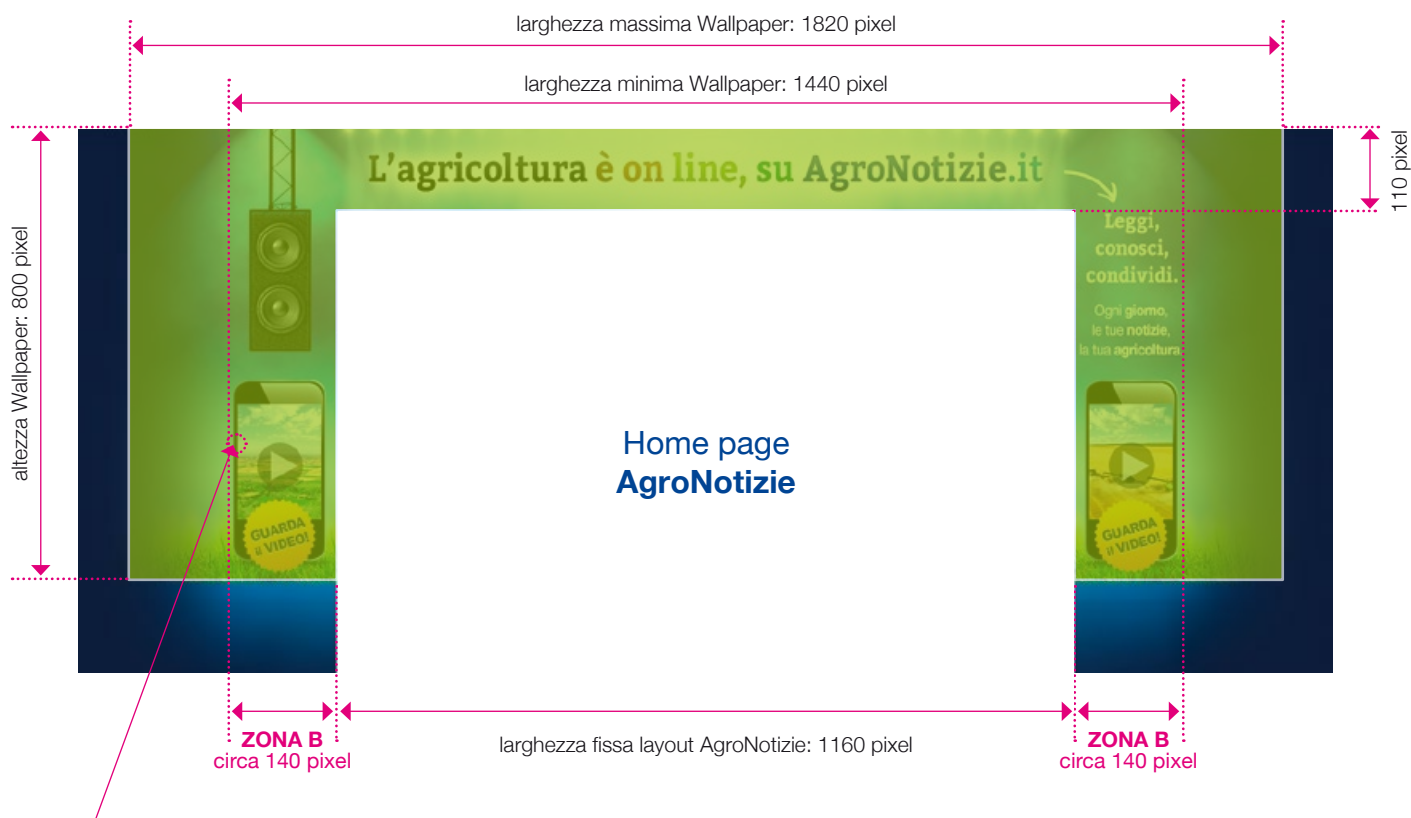 larghezza massima Wallpaper: 1820 pixel
larghezza minima Wallpaper: 1440 pixel
110 pixel
L'agricoltura è on line, su AgroNotizie.it
Leggi,
conosci,
condividi.
altezza Wallpaper: 800 pixel
Ogni giorno,
le tue notizie,
la tua agricoltura
Home page
AgroNotizie
GUARDA
il VIDEO!
GUARDA
il VIDEO!
ZONA B
circa 140 pixel
larghezza fissa layout AgroNotizie: 1160 pixel
ZONA B
circa 140 pixel